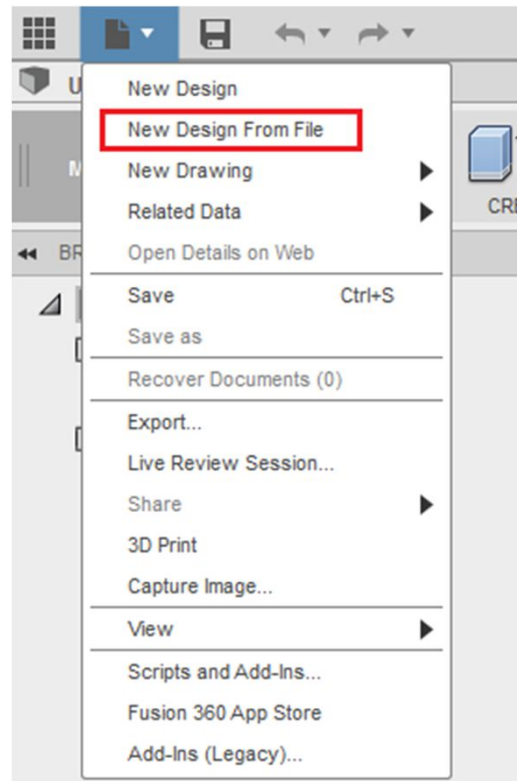 U
New Design
New Design From File
New Drawing
Related Data
Open Details on Web
Save Ctrl+S
Save as
Recover Documents (0)
Export...
Live Review Session...
Share
3D Print
Capture Image...
View
Scripts and Add-Ins...
Fusion 360 App Store
Add-Ins (Legacy)...
M
CRE
BR